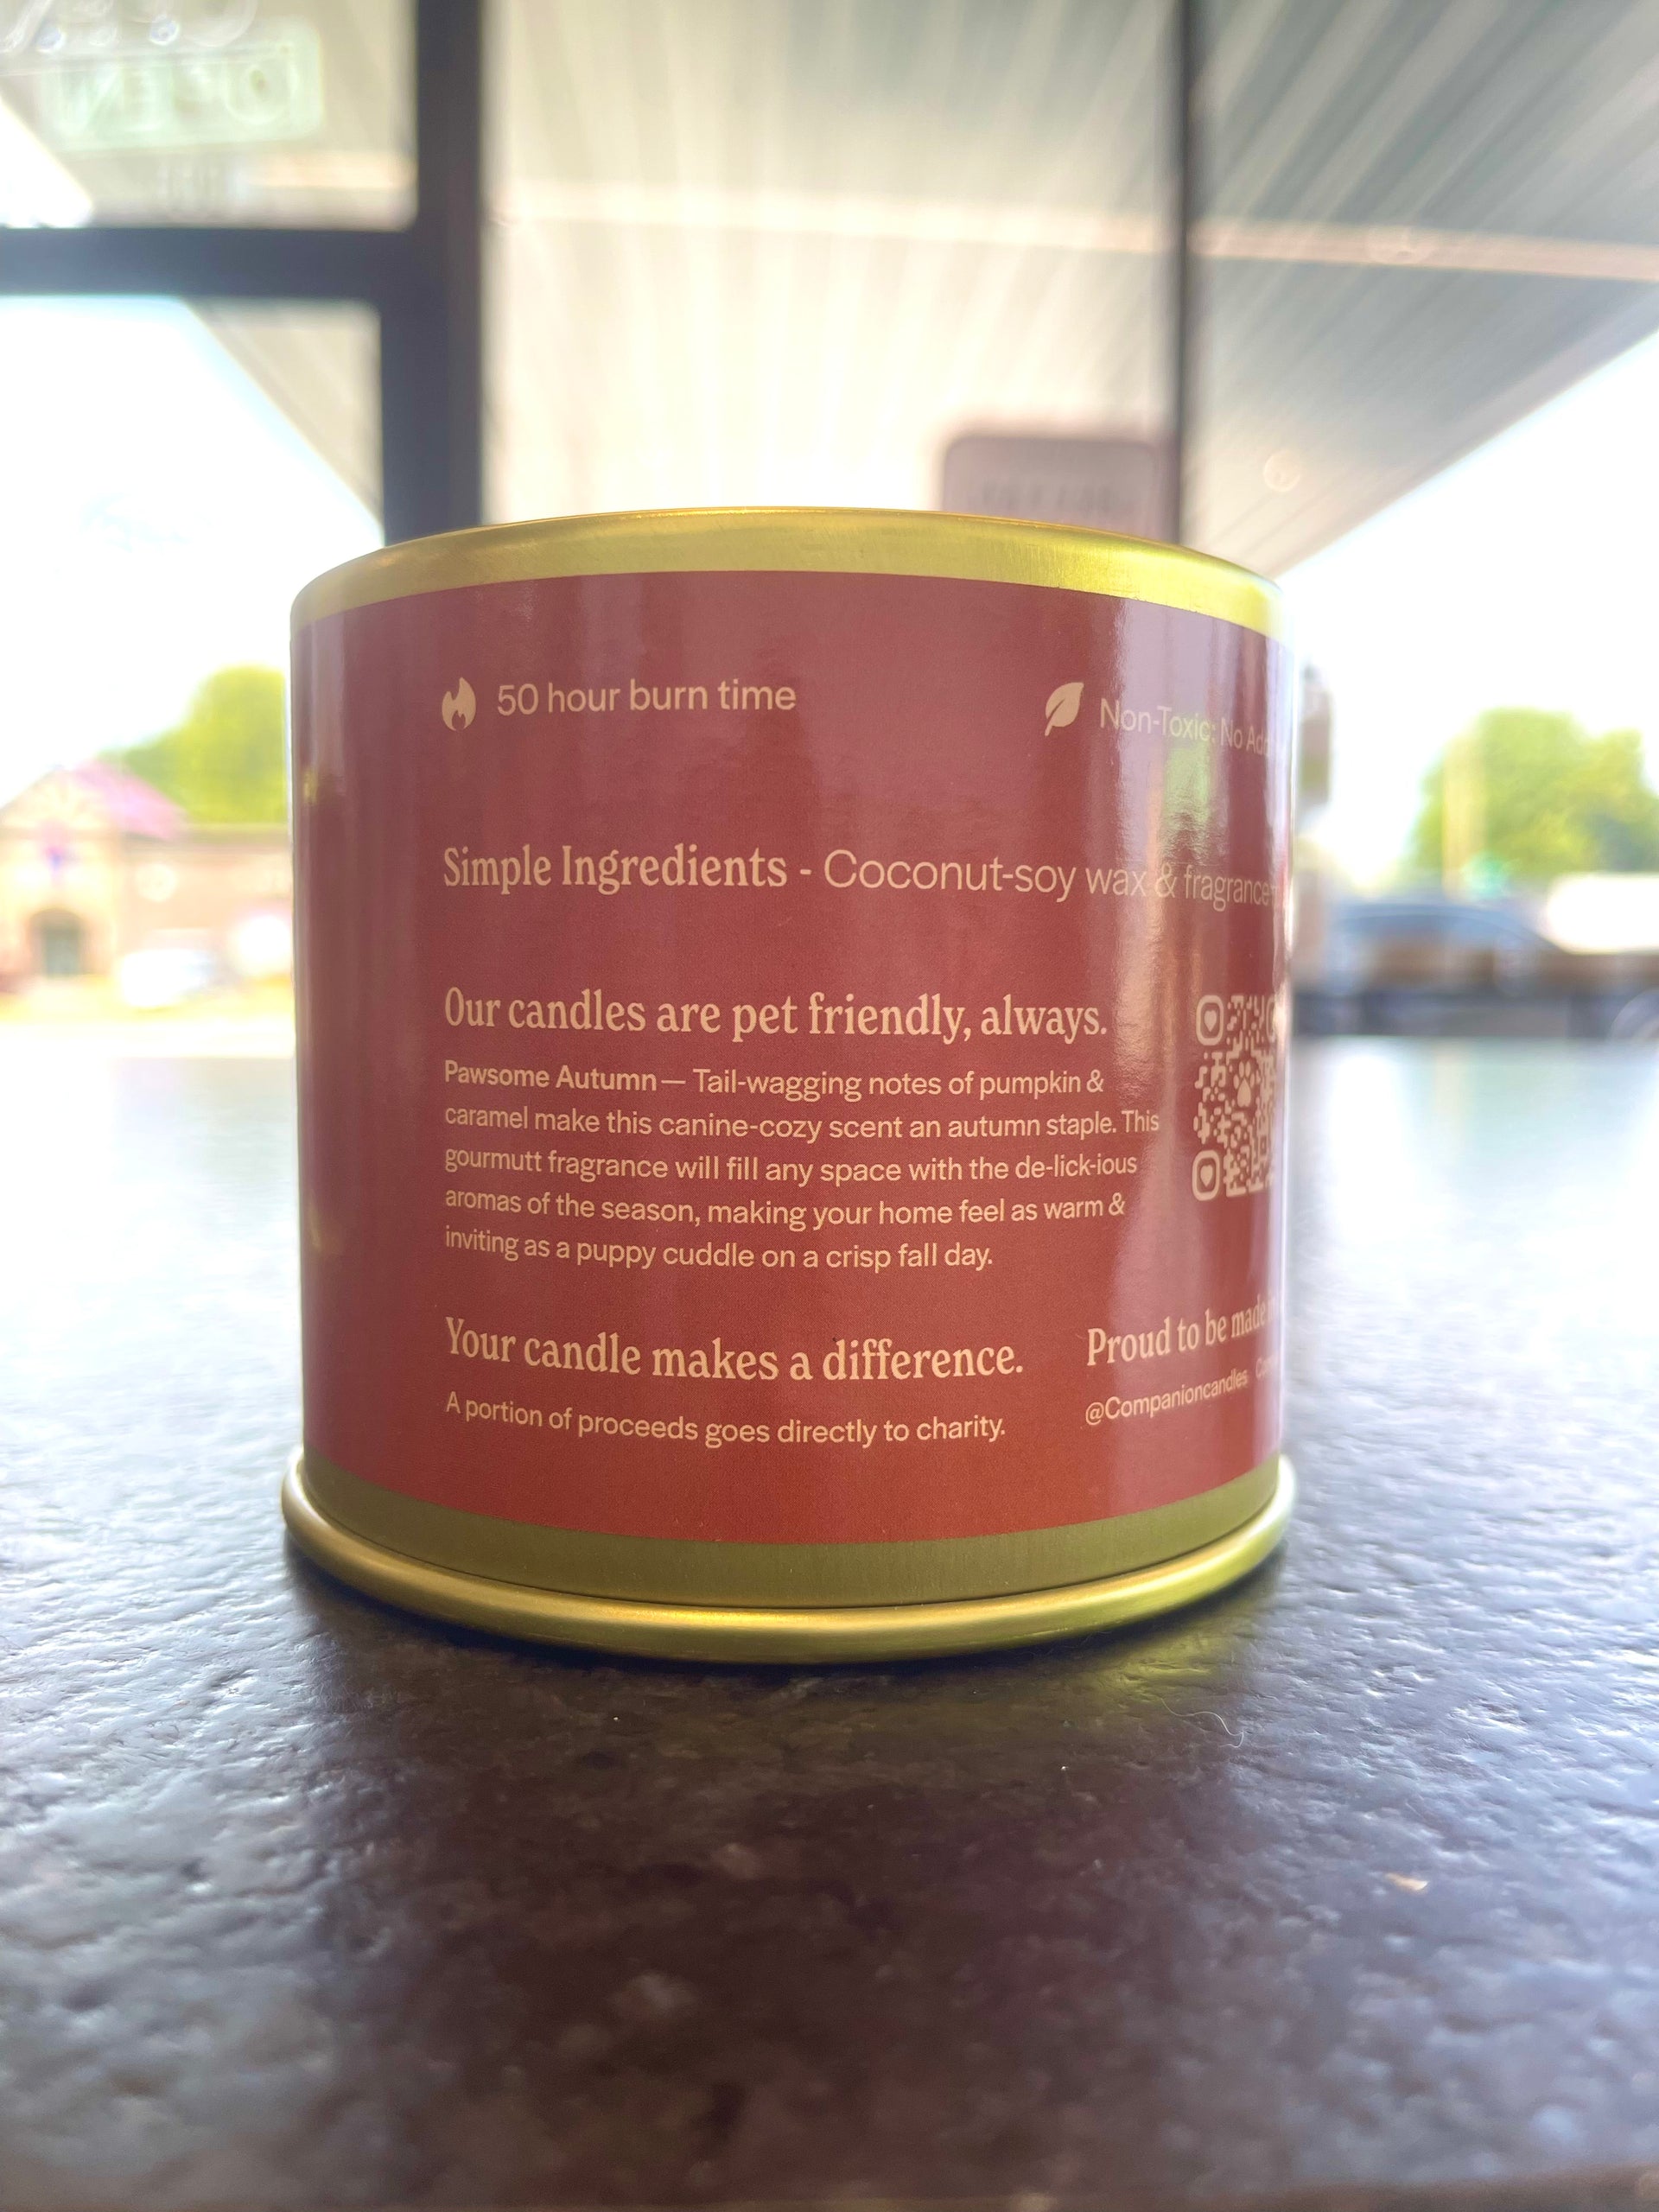 OPEN
50 hour burn time
Non-Toxic: No
Simple Ingredients - Coconut-soy wax & fragrance
Our candles are pet friendly, always.
Pawsome Autumn — Tail-wagging notes of pumpkin &
caramel make this canine-cozy scent an autumn staple. This
gourmutt fragrance will fill any space with the de-lick-ious
aromas of the season, making your home feel as warm &
inviting as a puppy cuddle on a crisp fall day.
Your candle makes a difference.
A portion of proceeds goes directly to charity.
Proud to be made
@Companioncandles